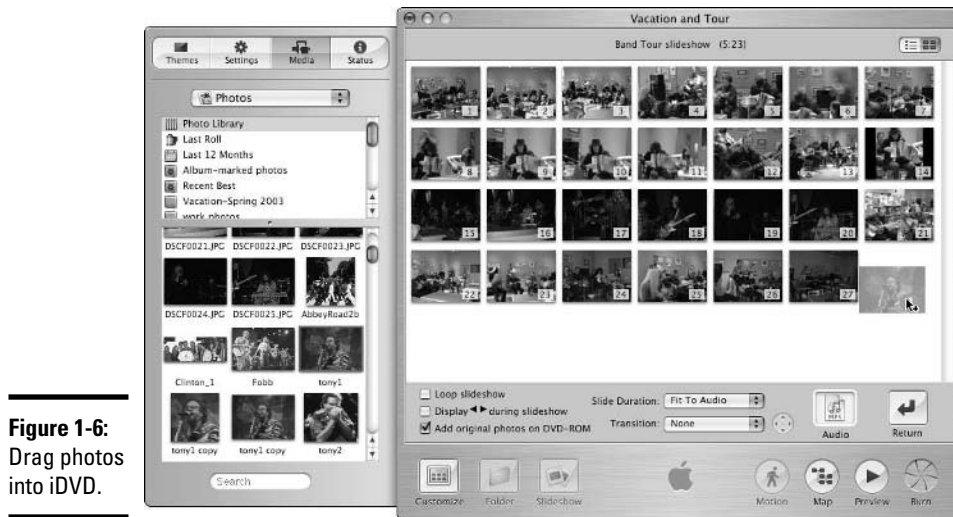 Vacation and Tour
Band Tour slideshow (5:23)
Themes
Settings
Media
Status
Photos
Photo Library
Last Roll
Last 12 Months
Album-marked photos
Recent Best
Vacation-Spring 2003
work photos
DSCF0021.JPG DSCF0022.JPG DSCF0023.JPG
DSCF0024.JPG DSCF0025.JPG AbbeyRoad2b
Clinton_1 Fobb tony1
tony1 copy tony1 copy tony2
Search
1 2 3 4 5 6 7
8 9 10 11 12 13 14
15 16 17 18 19 20 21
22 23 24 25 26 27
Loop slideshow
Display during slideshow
Add original photos on DVD-ROM
Slide Duration: Fit To Audio
Transition: None
Audio
Return
Customize
Folder
Slideshow
Motion
Map
Preview
Burn
Figure 1-6:
Drag photos
into iDVD.